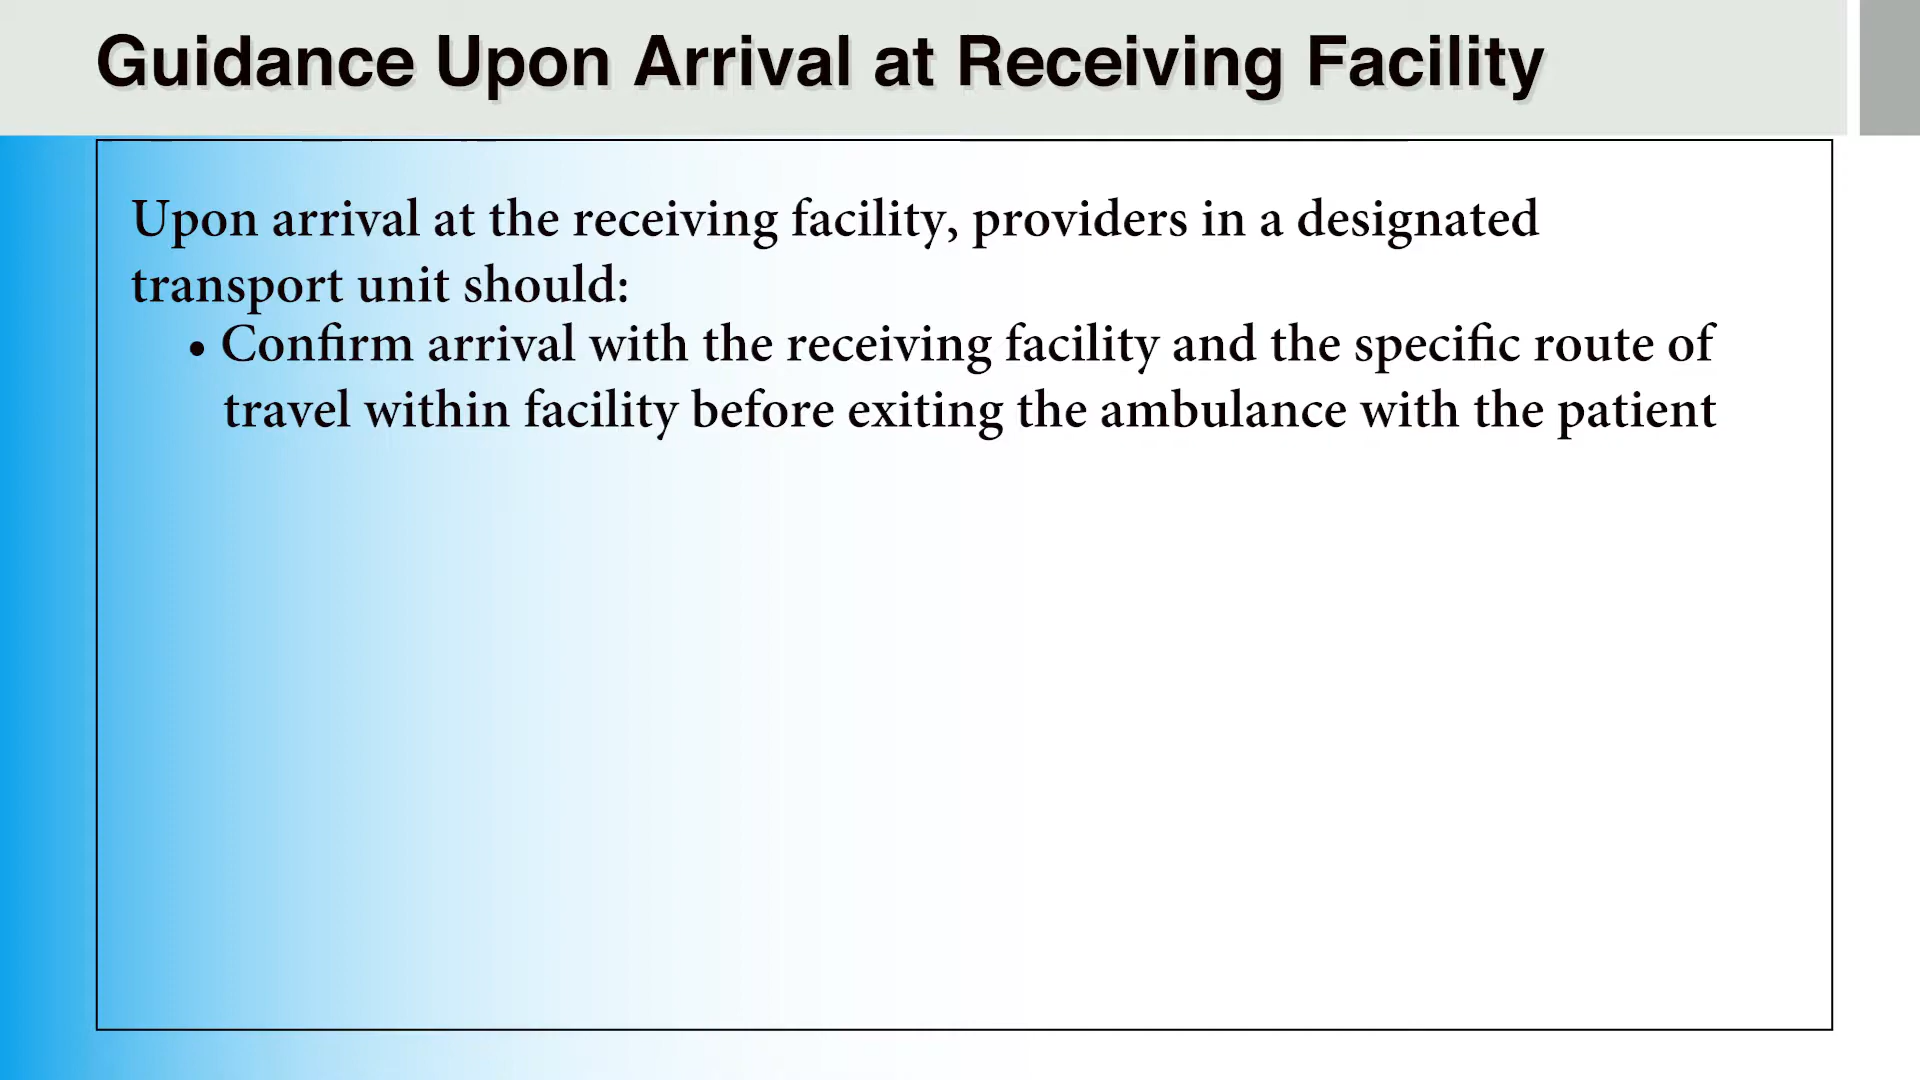 Guidance Upon Arrival at Receiving Facility
Upon arrival at the receiving facility, providers in a designated
transport unit should:
• Confirm arrival with the receiving facility and the specific route of
travel within facility before exiting the ambulance with the patient